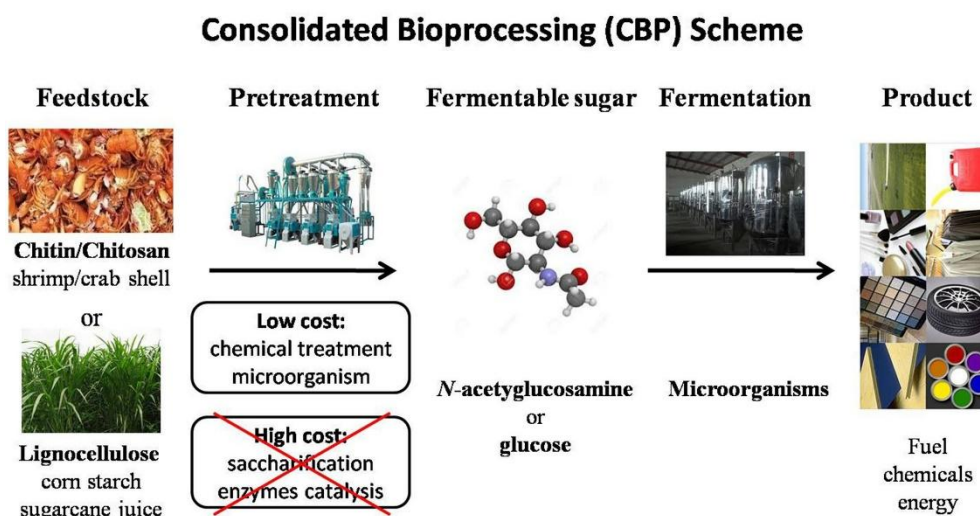 Consolidated Bioprocessing (CBP) Scheme
Feedstock
Pretreatment
Fermentable sugar
Fermentation
Product
Chitin/Chitosan
shrimp/crab shell
or
Lignocellulose
corn starch
sugarcane juice
Low cost:
chemical treatment
microorganism
High cost:
saccharification
enzymes catalysis
N-acetyglucosamine
or
glucose
Microorganisms
Fuel
chemicals
energy